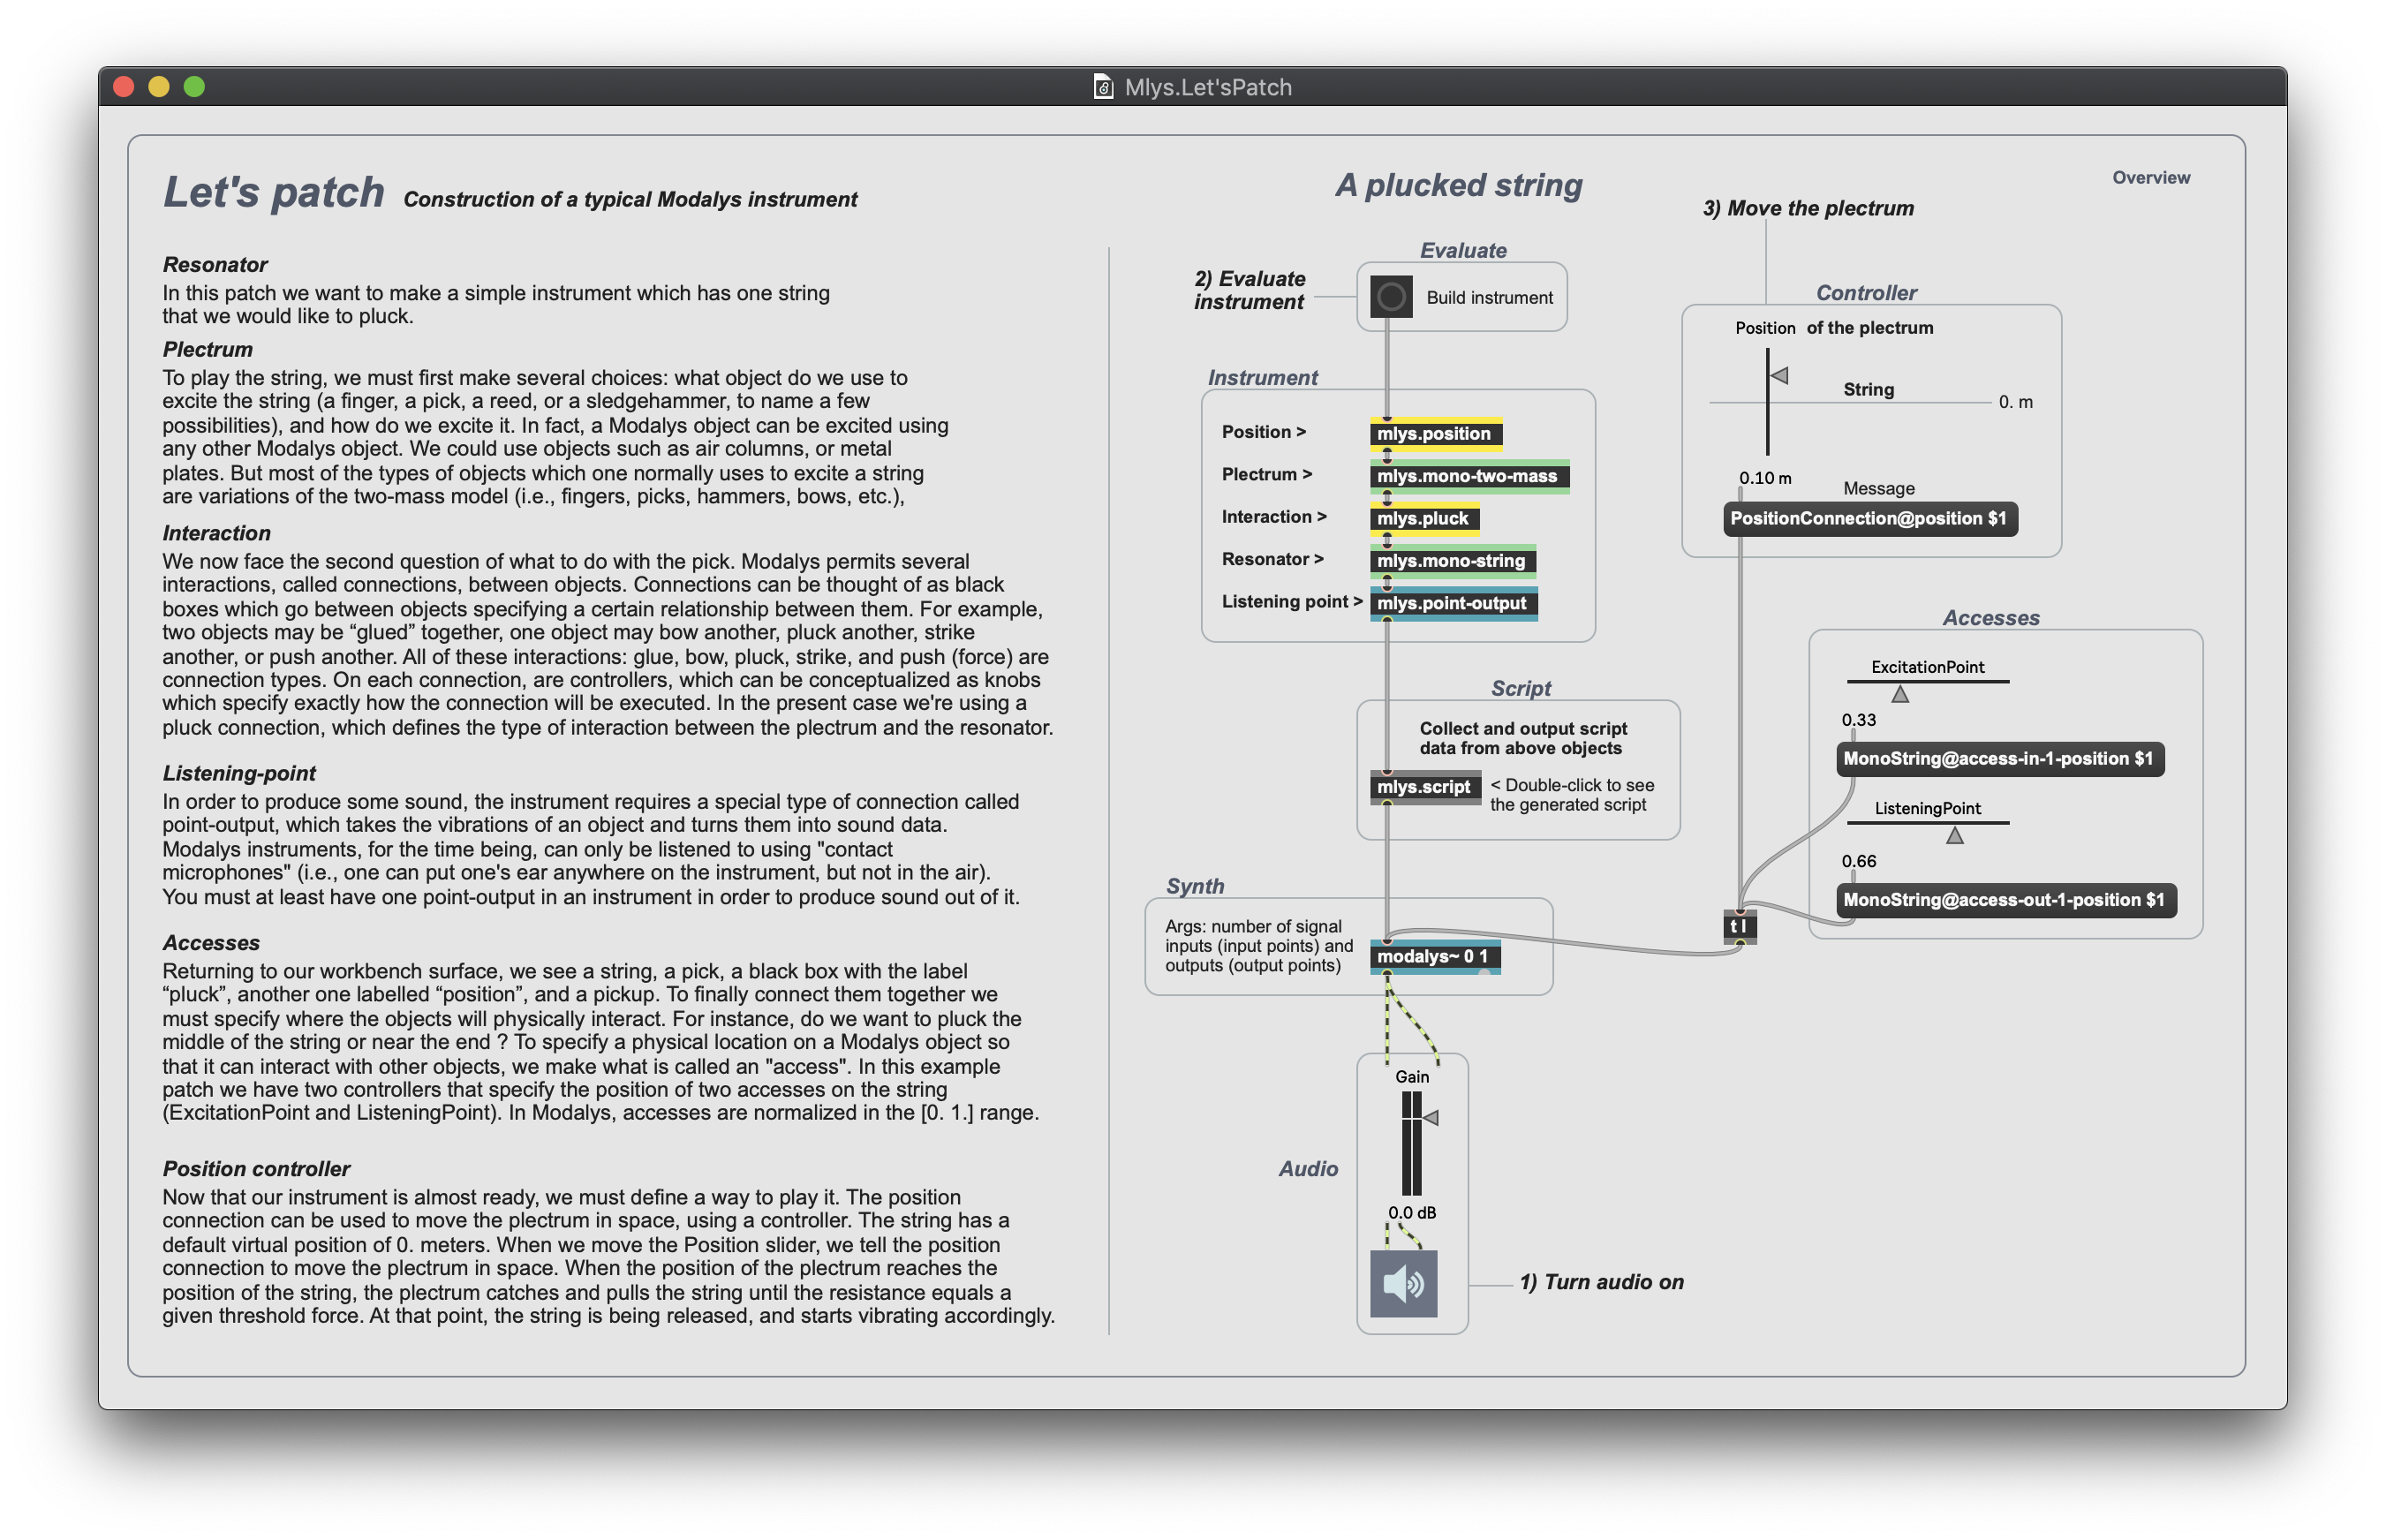 Mlys.Let'sPatch
Let's patch
Construction of a typical Modalys instrument
Resonator
In this patch we want to make a simple instrument which has one string
that we would like to pluck.
Plectrum
To play the string, we must first make several choices: what object do we use to
excite the string (a finger, a pick, a reed, or a sledgehammer, to name a few
possibilities), and how do we excite it. In fact, a Modalys object can be excited using
any other Modalys object. We could use objects such as air columns, or metal
plates. But most of the types of objects which one normally uses to excite a string
are variations of the two-mass model (i.e., fingers, picks, hammers, bows, etc.),
Interaction
We now face the second question of what to do with the pick. Modalys permits several
interactions, called connections, between objects. Connections can be thought of as black
boxes which go between objects specifying a certain relationship between them. For example,
two objects may be “glued” together, one object may bow another, pluck another, strike
another, or push another. All of these interactions: glue, bow, pluck, strike, and push (force) are
connection types. On each connection, are controllers, which can be conceptualized as knobs
which specify exactly how the connection will be executed. In the present case we're using a
pluck connection, which defines the type of interaction between the plectrum and the resonator.
Listening-point
In order to produce some sound, the instrument requires a special type of connection called
point-output, which takes the vibrations of an object and turns them into sound data.
Modalys instruments, for the time being, can only be listened to using "contact
microphones" (i.e., one can put one's ear anywhere on the instrument, but not in the air).
You must at least have one point-output in an instrument in order to produce sound out of it.
Accesses
Returning to our workbench surface, we see a string, a pick, a black box with the label
“pluck”, another one labelled “position”, and a pickup. To finally connect them together we
must specify where the objects will physically interact. For instance, do we want to pluck the
middle of the string or near the end ? To specify a physical location on a Modalys object so
that it can interact with other objects, we make what is called an "access". In this example
patch we have two controllers that specify the position of two accesses on the string
(ExcitationPoint and ListeningPoint). In Modalys, accesses are normalized in the [0. 1.] range.
Position controller
Now that our instrument is almost ready, we must define a way to play it. The position
connection can be used to move the plectrum in space, using a controller. The string has a
default virtual position of 0. meters. When we move the Position slider, we tell the position
connection to move the plectrum in space. When the position of the plectrum reaches the
position of the string, the plectrum catches and pulls the string until the resistance equals a
given threshold force. At that point, the string is being released, and starts vibrating accordingly.
A plucked string
Overview
Evaluate
2) Evaluate
instrument
Build instrument
Instrument
Position >
mlys.position
Plectrum >
mlys.mono-two-mass
Interaction >
mlys.pluck
Resonator >
mlys.mono-string
Listening point >
mlys.point-output
Script
Collect and output script
data from above objects
mlys.script
< Double-click to see
the generated script
Synth
Args: number of signal
inputs (input points) and
outputs (output points)
modalys~ 0 1
Gain
Audio
0.0 dB
1) Turn audio on
3) Move the plectrum
Controller
Position of the plectrum
String
0. m
0.10 m
Message
PositionConnection@position $1
Accesses
ExcitationPoint
0.33
MonoString@access-in-1-position $1
ListeningPoint
0.66
MonoString@access-out-1-position $1
t l